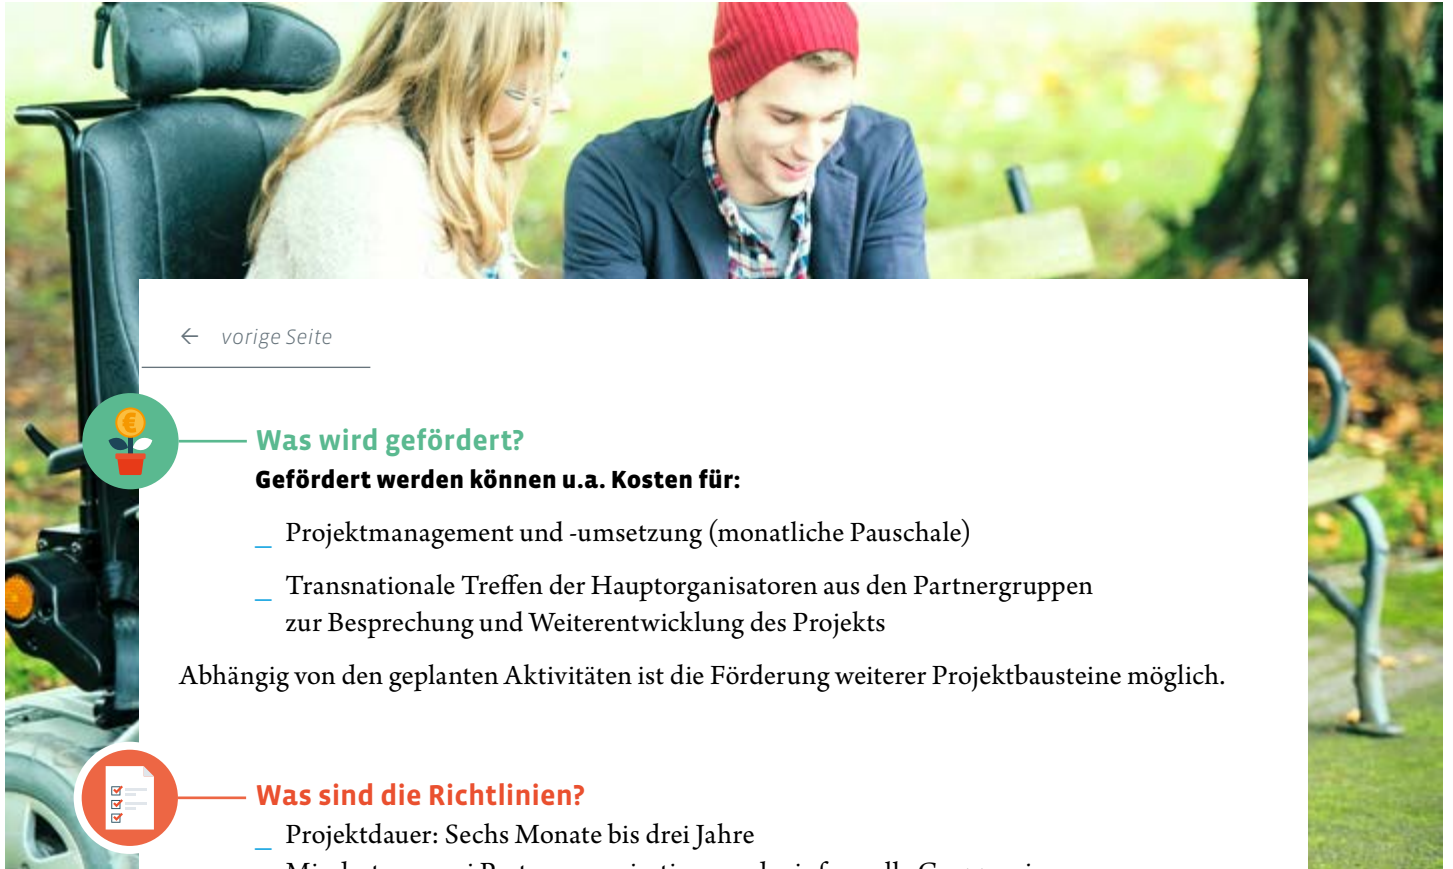 ← vorige Seite
Was wird gefördert?
Gefördert werden können u.a. Kosten für:
_ Projektmanagement und -umsetzung (monatliche Pauschale)
_ Transnationale Treffen der Hauptorganisatoren aus den Partnergruppen
zur Besprechung und Weiterentwicklung des Projekts
Abhängig von den geplanten Aktivitäten ist die Förderung weiterer Projektbausteine möglich.
Was sind die Richtlinien?
_ Projektdauer: Sechs Monate bis drei Jahre